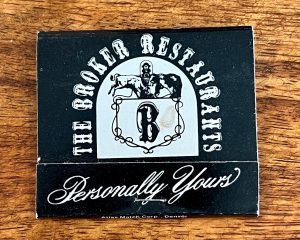 THE BROKER RESTAURANTS
B
Personally Yours
Atlas Match Corp., Denver